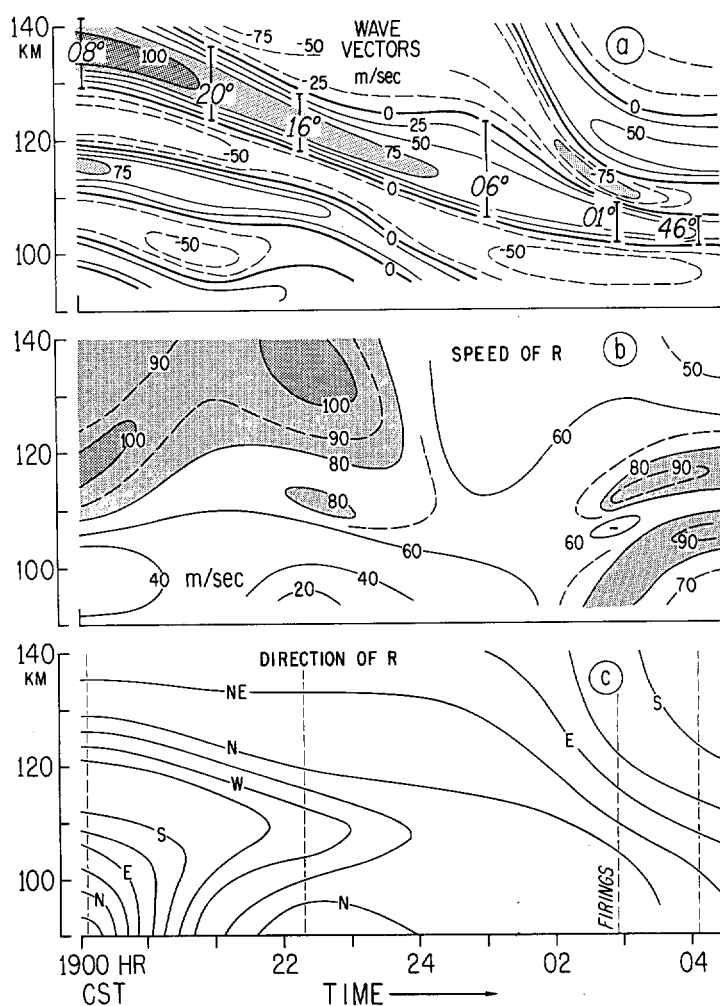 140
KM
120
100
WAVE
VECTORS
m/sec
a
08°
100
20°
16°
-75
-50
-25
0
25
50
75
-50
0
75
-50
0
0
06°
-50
01°
46°
-75
50
0
140
120
100
SPEED OF R
b
90
100
100
90
80
80
60
40
m/sec
20
40
60
50
80
90
60
90
70
140
KM
120
100
DIRECTION OF R
c
NE
N
W
S
E
N
N
E
S
FIRINGS
1900 HR
22
24
02
04
CST
TIME